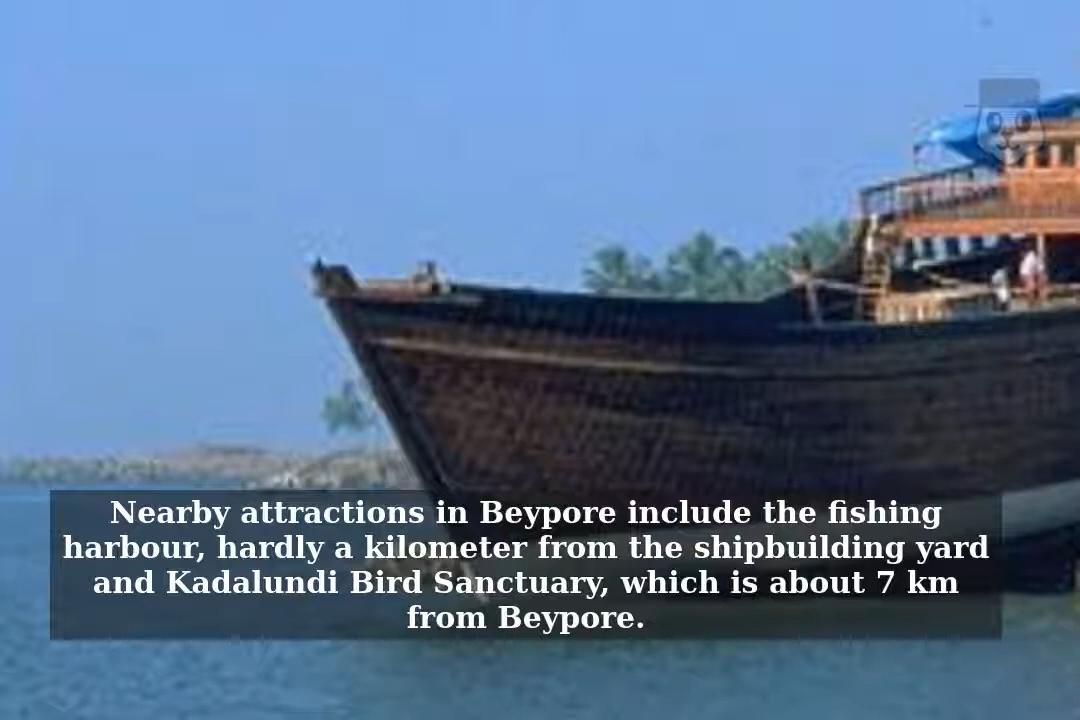 Nearby attractions in Beypore include the fishing
harbour, hardly a kilometer from the shipbuilding yard
and Kadalundi Bird Sanctuary, which is about 7 km
from Beypore.